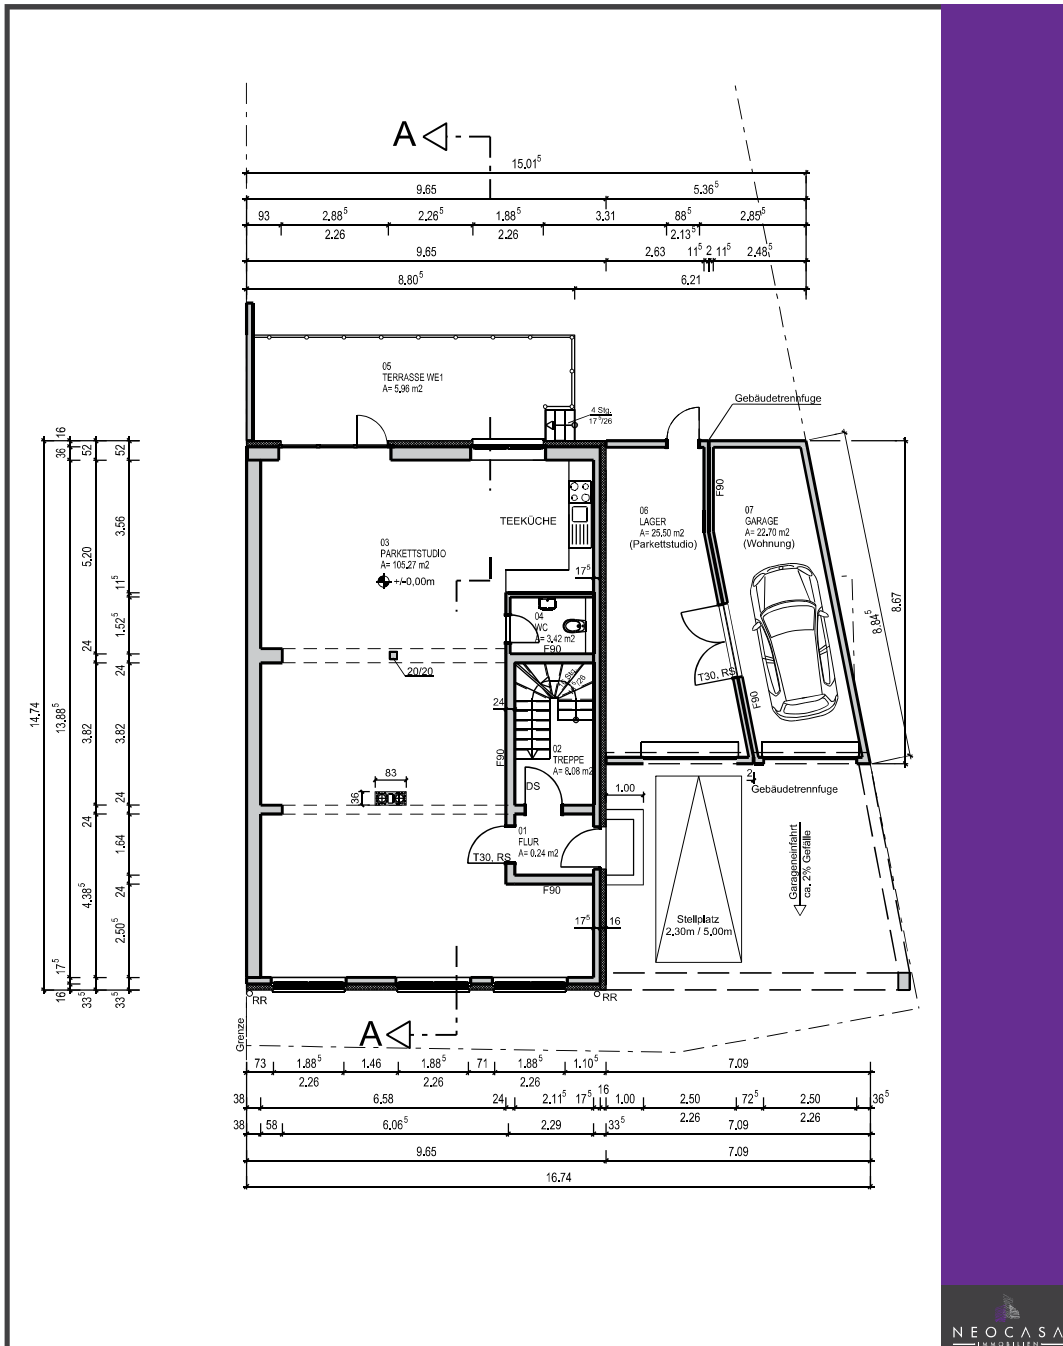 A
15.01⁵
9.65 5.36⁵
93 2.88⁵ 2.26⁵ 1.88⁵ 3.31 88⁵ 2.85⁵
2.26 2.26 2.13⁵
9.65 2.63 11⁵ 2 11⁵ 2.48⁵
8.80⁵ 6.21
05
TERRASSE WE1
A= 5,96 m2
4 Stg.
17⁵/26
Gebäudetrennfuge
16
36
52
52
TEEKÜCHE
F90
06
LAGER
A= 25.50 m2
(Parkettstudio)
07
GARAGE
A= 22.70 m2
(Wohnung)
03
PARKETTSTUDIO
A= 105.27 m2
+/-0,00m
3.56
5.20
11⁵
17⁵
8.84⁵
8.67
1.52⁵
24
04
WC
A= 3.42 m2
F90
20/20
24
T30, RS
F90
14.74
13.88⁵
3.82
3.82
24
F90
02
TREPPE
A= 8.08 m2
DS
83
36
24
24
2
Gebäudetrennfuge
1.00
01
FLUR
A= 0.24 m2
T30, RS
F90
1.64
24
4.38⁵
2.50⁵
Garageneinfahrt
ca. 2% Gefälle
Stellplatz
2.30m / 5.00m
17⁵ 16
17⁵
16
33⁵
33⁵
RR
RR
Grenze
A
73 1.88⁵ 1.46 1.88⁵ 71 1.88⁵ 1.10⁵ 7.09
2.26 2.26 2.26
16
38 6.58 24 2.11⁵ 17⁵ 1.00 2.50 72⁵ 2.50 36⁵
2.26 2.26
38 58 6.06⁵ 2.29 33⁵ 7.09
9.65 7.09
16.74
NEOCASA
IMMOBILIEN